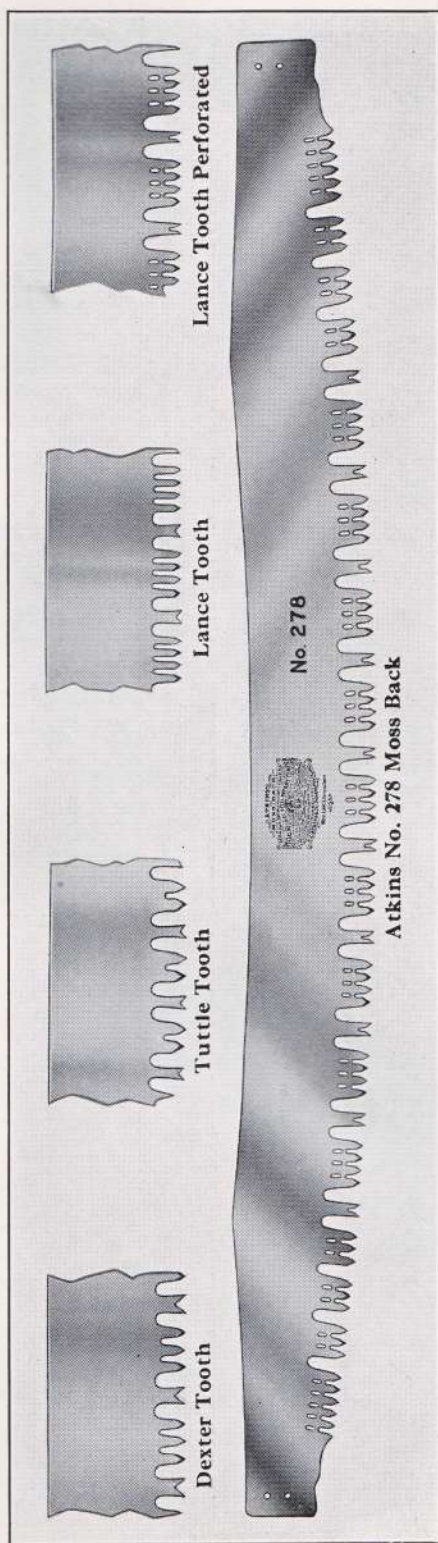 Dexter Tooth
Tuttle Tooth
Lance Tooth
Lance Tooth Perforated
No. 278
Atkins No. 278 Moss Back